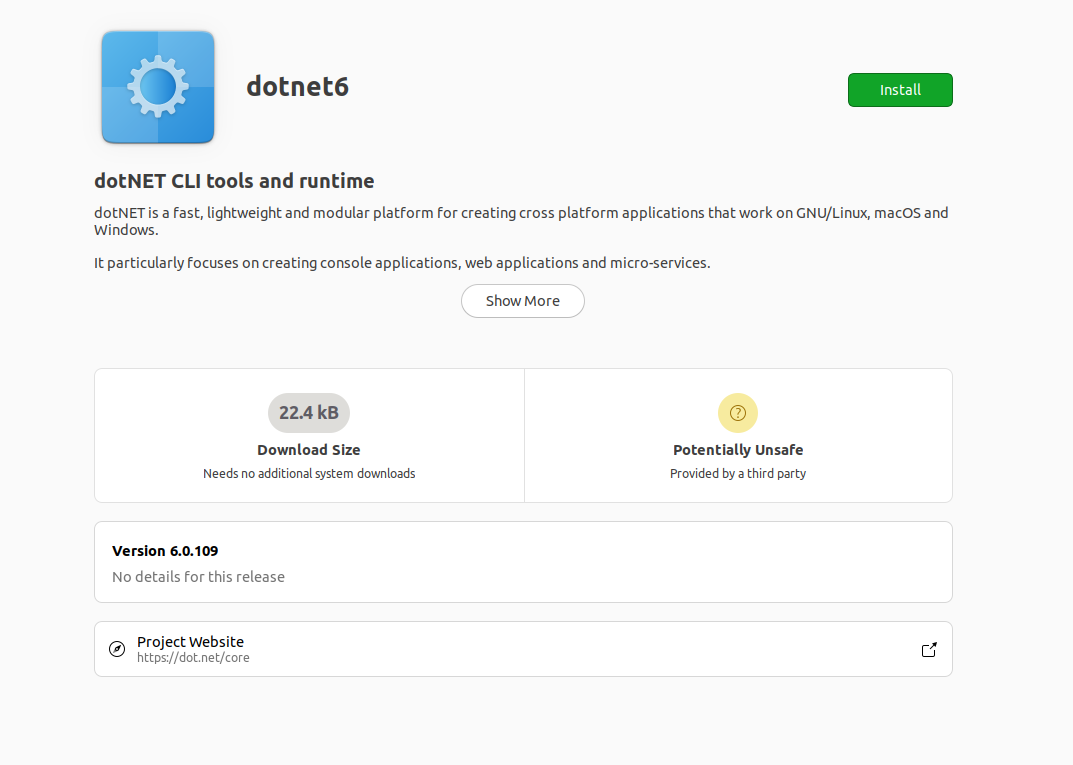 dotnet6
Install
dotNET CLI tools and runtime
dotNET is a fast, lightweight and modular platform for creating cross platform applications that work on GNU/Linux, macOS and
Windows.
It particularly focuses on creating console applications, web applications and micro-services.
Show More
22.4 kB
Download Size
Needs no additional system downloads
?
Potentially Unsafe
Provided by a third party
Version 6.0.109
No details for this release
Project Website
https://dot.net/core